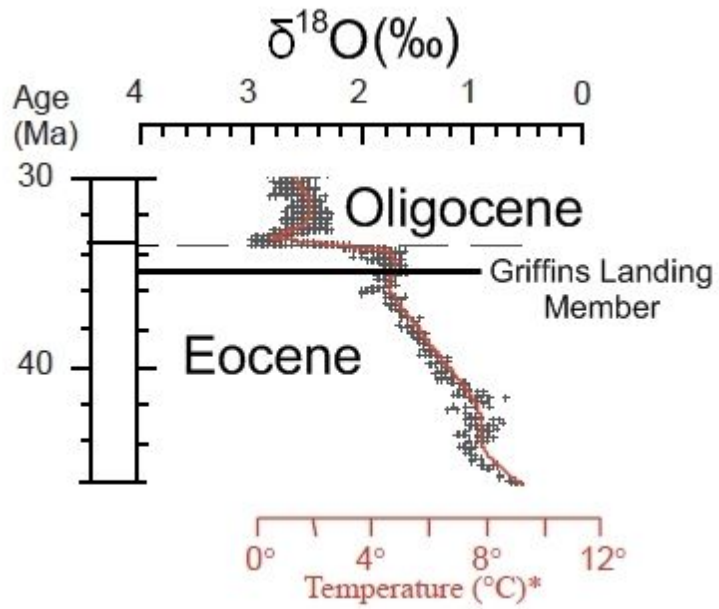 δ¹⁸O(‰)
Age
(Ma)
4 3 2 1 0
30
Oligocene
Griffins Landing
Member
Eocene
40
0° 4° 8° 12°
Temperature (°C)*